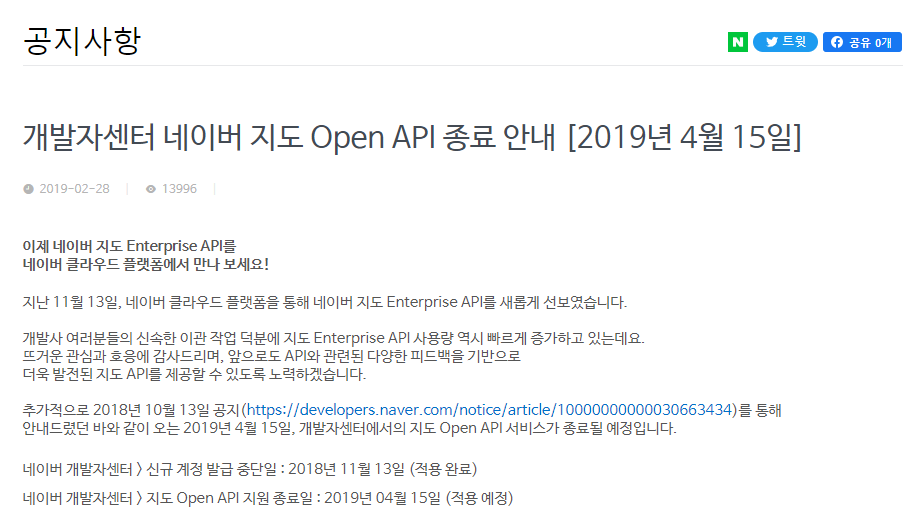 공지사항
N 트윗 공유 0개
개발자센터 네이버 지도 Open API 종료 안내 [2019년 4월 15일]
2019-02-28 13996
이제 네이버 지도 Enterprise API를
네이버 클라우드 플랫폼에서 만나 보세요!
지난 11월 13일, 네이버 클라우드 플랫폼을 통해 네이버 지도 Enterprise API를 새롭게 선보였습니다.
개발사 여러분들의 신속한 이관 작업 덕분에 지도 Enterprise API 사용량 역시 빠르게 증가하고 있는데요.
뜨거운 관심과 호응에 감사드리며, 앞으로도 API와 관련된 다양한 피드백을 기반으로
더욱 발전된 지도 API를 제공할 수 있도록 노력하겠습니다.
추가적으로 2018년 10월 13일 공지(https://developers.naver.com/notice/article/10000000000030663434)를 통해
안내드렸던 바와 같이 오는 2019년 4월 15일, 개발자센터에서의 지도 Open API 서비스가 종료될 예정입니다.
네이버 개발자센터 > 신규 계정 발급 중단일 : 2018년 11월 13일 (적용 완료)
네이버 개발자센터 > 지도 Open API 지원 종료일 : 2019년 04월 15일 (적용 예정)